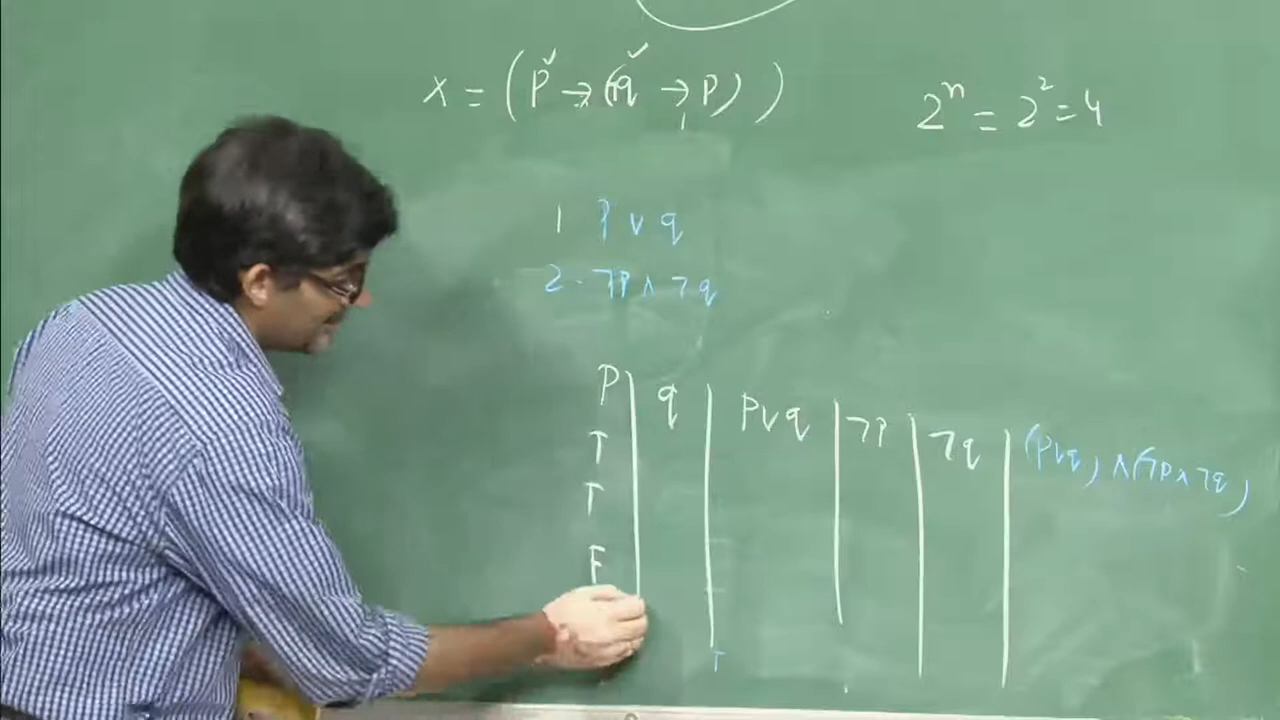 x = (p → (q → p))
2ⁿ = 2² = 4
1 p ∨ q
2. ¬p ∧ ¬q
p | q | p∨q | ¬p | ¬q | (p∨q) ∧ (¬p ∧ ¬q)
T
T
F